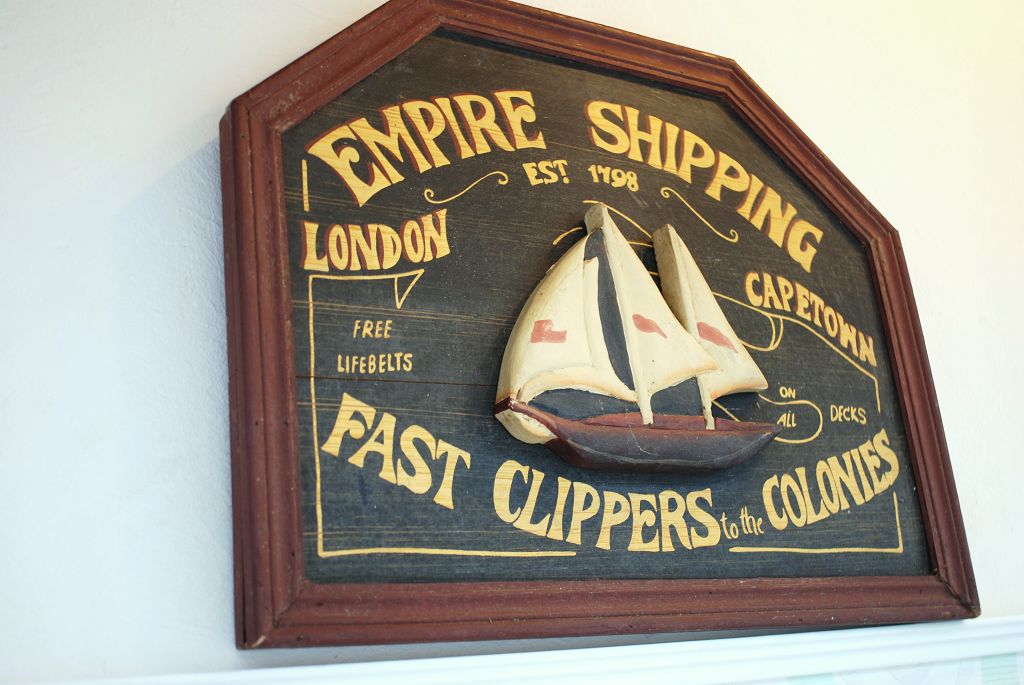 EMPIRE SHIPPING
EST. 1798
LONDON
CAPETOWN
FREE
LIFEBELTS
ON
ALL DECKS
FAST CLIPPERS to the COLONIES